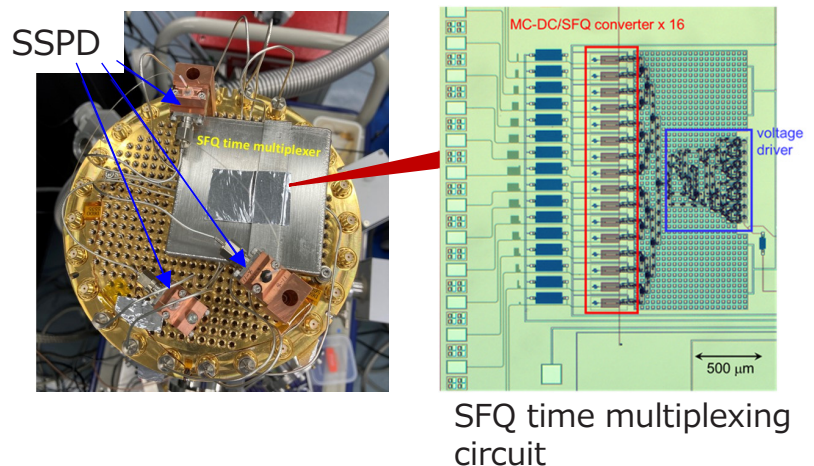 SSPD
SFQ time multiplexer
MC-DC/SFQ converter x 16
voltage
driver
500 μm
SFQ time multiplexing
circuit